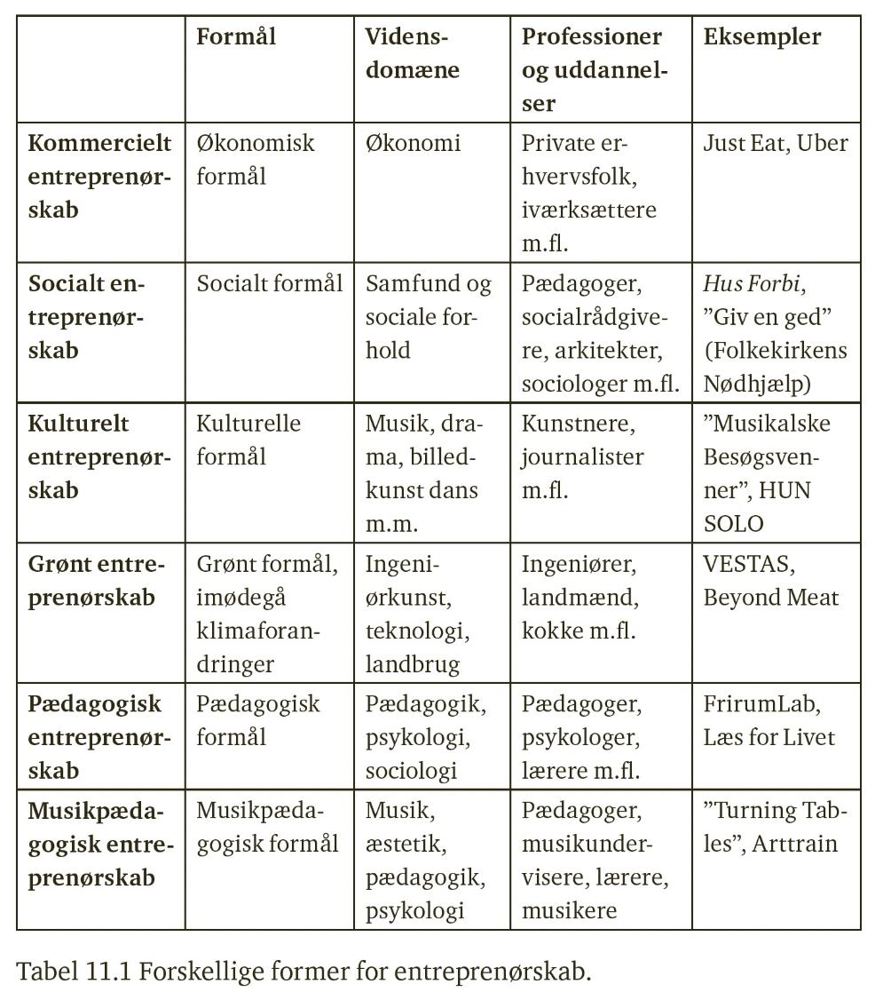 Formål
Videns-
domæne
Professioner
og uddannel-
ser
Eksempler
Kommercielt
entreprenør-
skab
Økonomisk
formål
Økonomi
Private er-
hvervsfolk,
iværksættere
m.fl.
Just Eat, Uber
Socialt en-
treprenør-
skab
Socialt formål
Samfund og
sociale for-
hold
Pædagoger,
socialrådgive-
re, arkitekter,
sociologer m.fl.
Hus Forbi,
”Giv en ged”
(Folkekirkens
Nødhjælp)
Kulturelt
entreprenør-
skab
Kulturelle
formål
Musik, dra-
ma, billed-
kunst dans
m.m.
Kunstnere,
journalister
m.fl.
”Musikalske
Besøgsven-
ner”, HUN
SOLO
Grønt entre-
prenørskab
Grønt formål,
imødegå
klimaforan-
dringer
Ingeni-
ørkunst,
teknologi,
landbrug
Ingeniører,
landmænd,
kokke m.fl.
VESTAS,
Beyond Meat
Pædagogisk
entreprenør-
skab
Pædagogisk
formål
Pædagogik,
psykologi,
sociologi
Pædagoger,
psykologer,
lærere m.fl.
FrirumLab,
Læs for Livet
Musikpæda-
gogisk entre-
prenørskab
Musikpæda-
gogisk formål
Musik,
æstetik,
pædagogik,
psykologi
Pædagoger,
musikunder-
visere, lærere,
musikere
”Turning Tab-
les”, Arttrain
Tabel 11.1 Forskellige former for entreprenørskab.